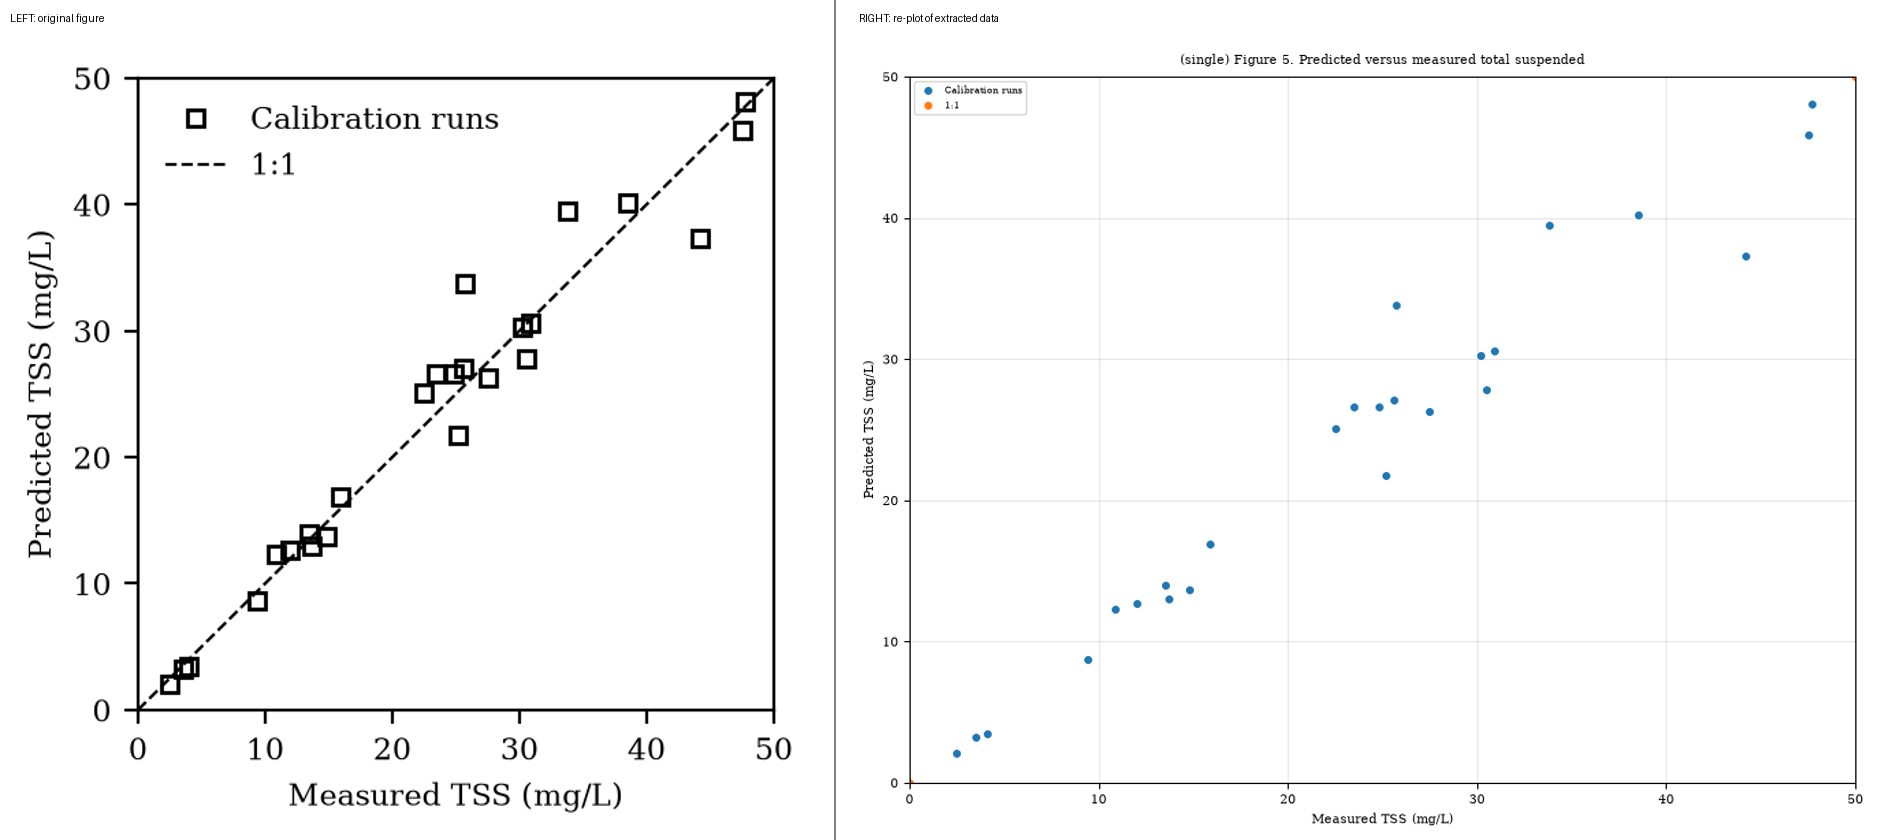 LEFT: original figure
50
40
30
20
10
0
Predicted TSS (mg/L)
Calibration runs
1:1
0 10 20 30 40 50
Measured TSS (mg/L)
RIGHT: re-plot of extracted data
(single) Figure 5. Predicted versus measured total suspended
50
40
30
20
10
0
Predicted TSS (mg/L)
Calibration runs
1:1
0 10 20 30 40 50
Measured TSS (mg/L)